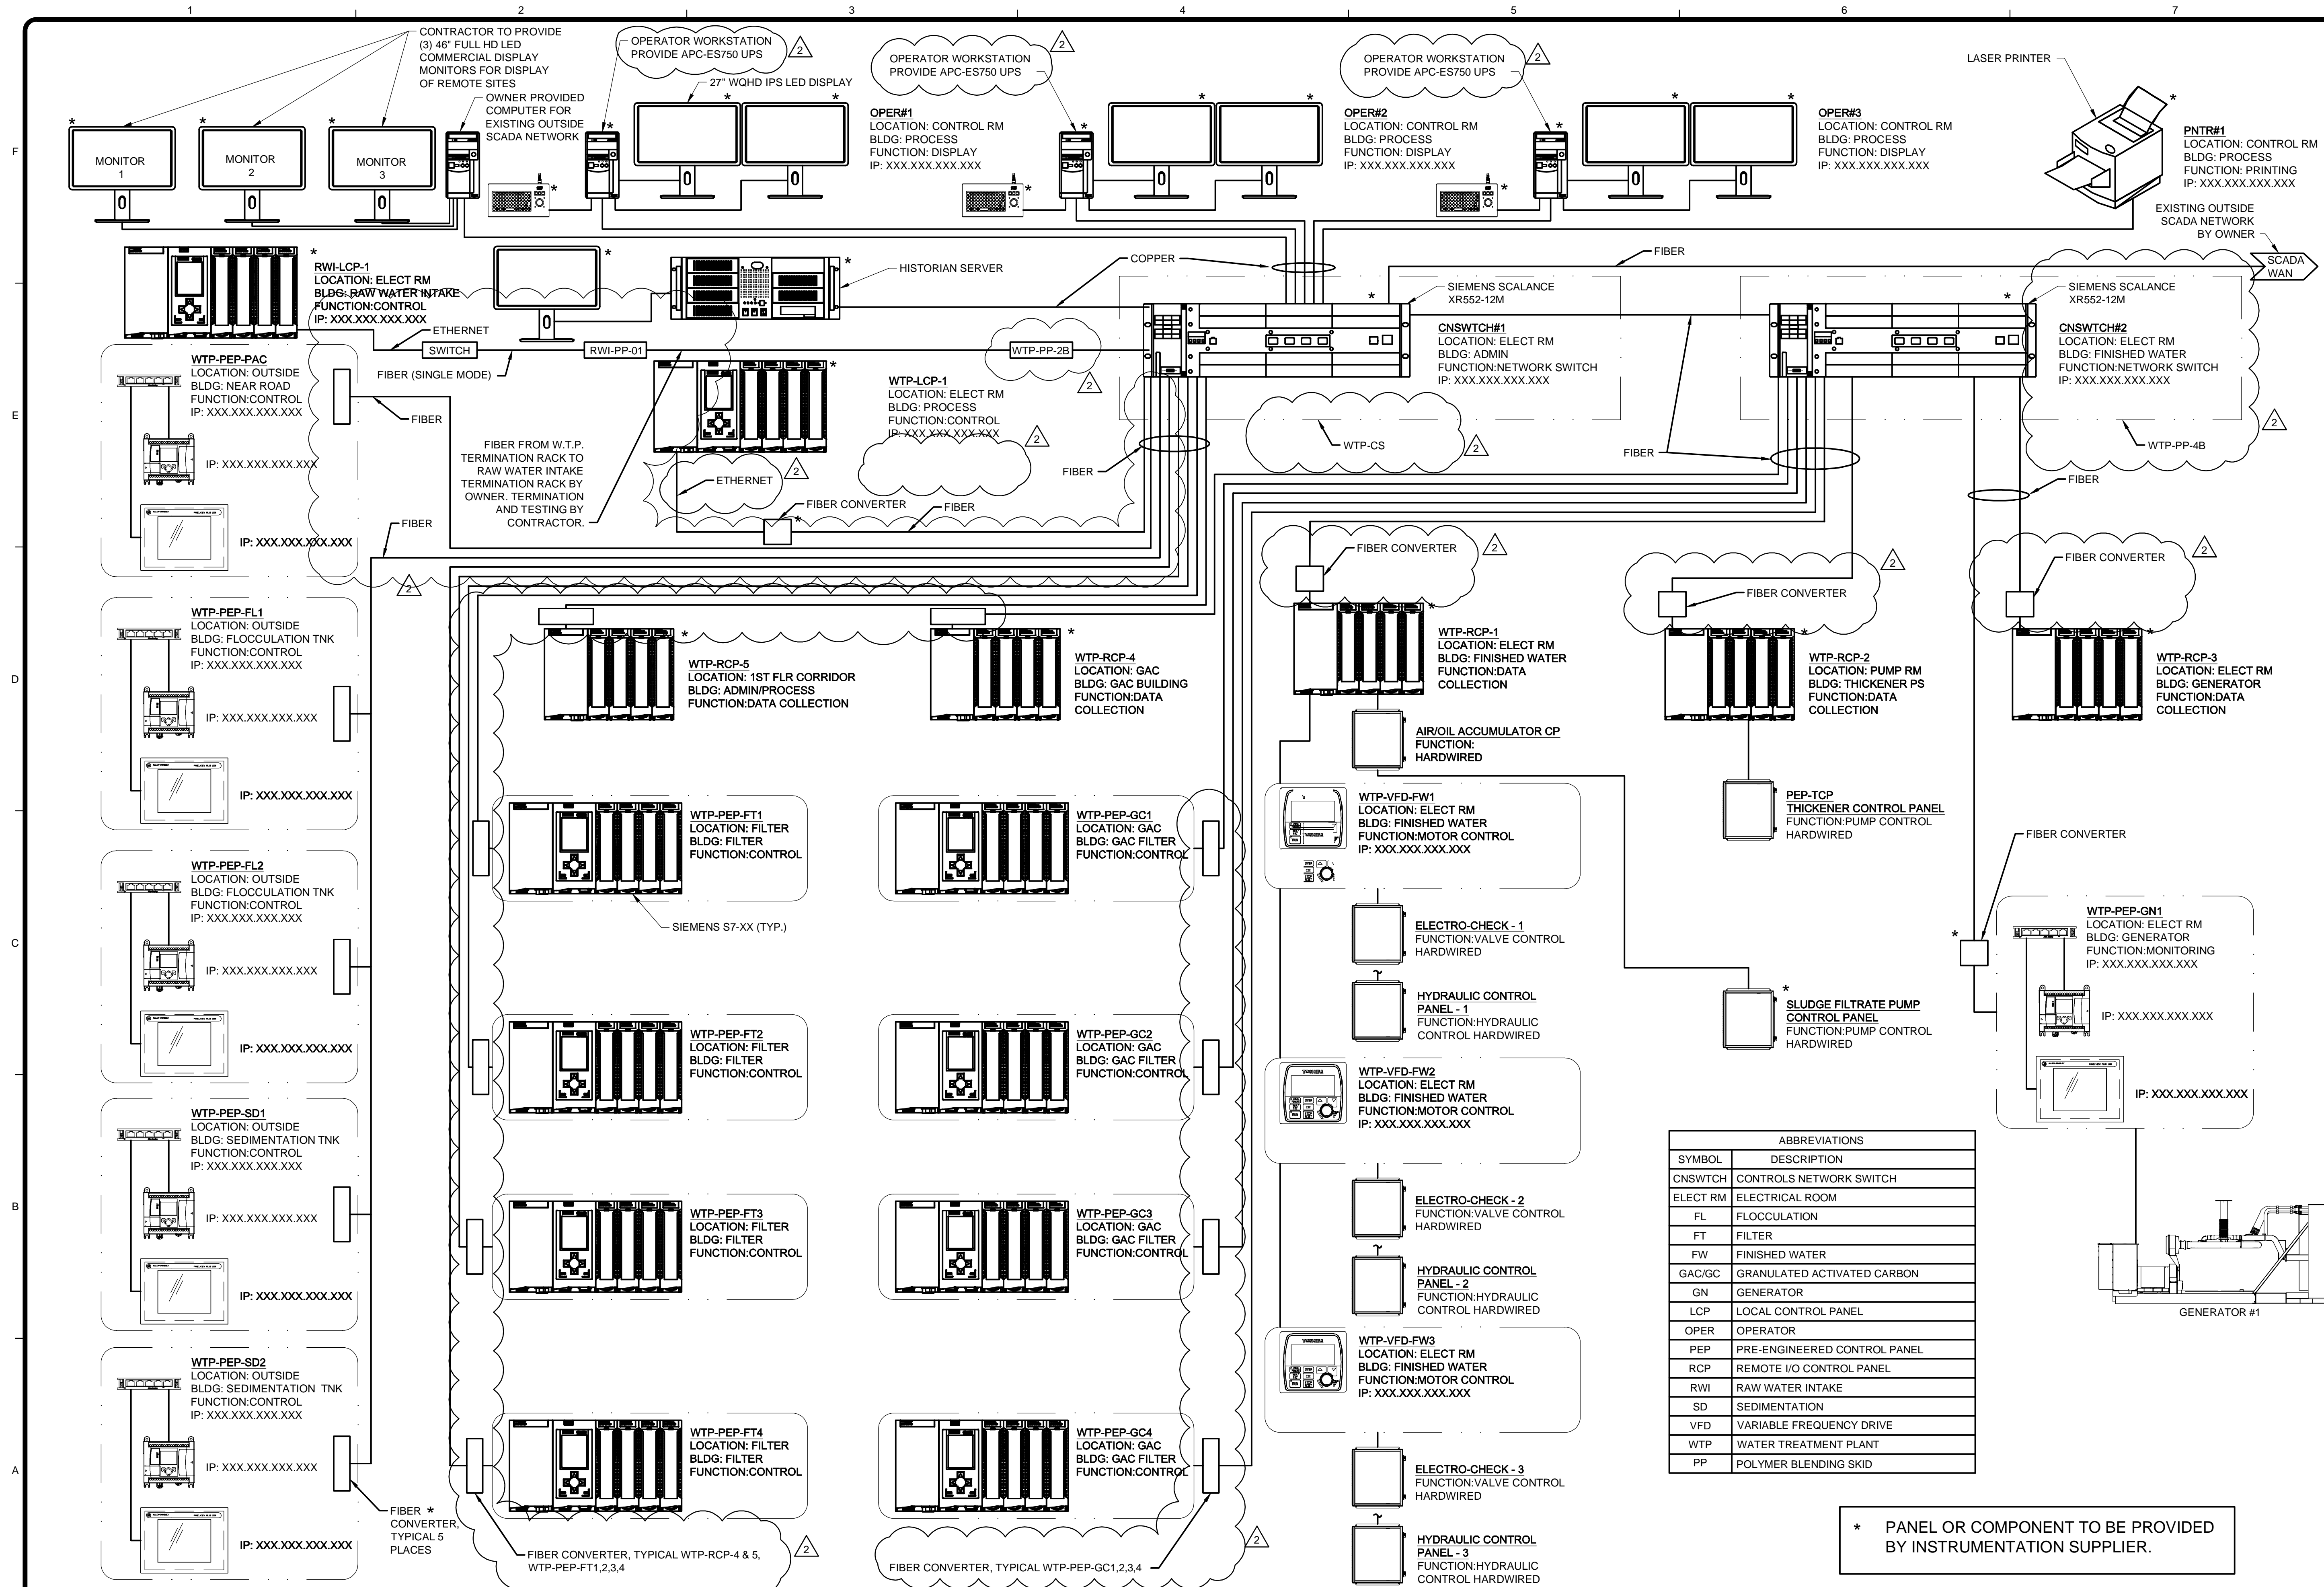 1
2
3
4
5
6
7
F
E
D
C
B
A
CONTRACTOR TO PROVIDE
(3) 46" FULL HD LED
COMMERCIAL DISPLAY
MONITORS FOR DISPLAY
OF REMOTE SITES
OWNER PROVIDED
COMPUTER FOR
EXISTING OUTSIDE
SCADA NETWORK
*
MONITOR
1
*
MONITOR
2
*
MONITOR
3
*
OPERATOR WORKSTATION
PROVIDE APC-ES750 UPS
2
27" WQHD IPS LED DISPLAY
*
*
*
*
OPER#1
LOCATION: CONTROL RM
BLDG: PROCESS
FUNCTION: DISPLAY
IP: XXX.XXX.XXX.XXX
OPERATOR WORKSTATION
PROVIDE APC-ES750 UPS
2
*
*
*
*
OPER#2
LOCATION: CONTROL RM
BLDG: PROCESS
FUNCTION: DISPLAY
IP: XXX.XXX.XXX.XXX
OPERATOR WORKSTATION
PROVIDE APC-ES750 UPS
2
*
*
*
*
OPER#3
LOCATION: CONTROL RM
BLDG: PROCESS
FUNCTION: DISPLAY
IP: XXX.XXX.XXX.XXX
LASER PRINTER
*
PNTR#1
LOCATION: CONTROL RM
BLDG: PROCESS
FUNCTION: PRINTING
IP: XXX.XXX.XXX.XXX
EXISTING OUTSIDE
SCADA NETWORK
BY OWNER
SCADA
WAN
*
RWI-LCP-1
LOCATION: ELECT RM
BLDG: RAW WATER INTAKE
FUNCTION:CONTROL
IP: XXX.XXX.XXX.XXX
ETHERNET
SWITCH
FIBER (SINGLE MODE)
*
RWI-PP-01
*
HISTORIAN SERVER
COPPER
FIBER
WTP-PP-2B
2
*
SIEMENS SCALANCE
XR552-12M
CNSWTCH#1
LOCATION: ELECT RM
BLDG: ADMIN
FUNCTION:NETWORK SWITCH
IP: XXX.XXX.XXX.XXX
WTP-CS
2
*
SIEMENS SCALANCE
XR552-12M
CNSWTCH#2
LOCATION: ELECT RM
BLDG: FINISHED WATER
FUNCTION:NETWORK SWITCH
IP: XXX.XXX.XXX.XXX
WTP-PP-4B
2
*
WTP-LCP-1
LOCATION: ELECT RM
BLDG: PROCESS
FUNCTION:CONTROL
IP: XXX.XXX.XXX.XXX
2
FIBER FROM W.T.P.
TERMINATION RACK TO
RAW WATER INTAKE
TERMINATION RACK BY
OWNER. TERMINATION
AND TESTING BY
CONTRACTOR.
ETHERNET
2
FIBER CONVERTER
*
FIBER
FIBER
FIBER
FIBER
WTP-PEP-PAC
LOCATION: OUTSIDE
BLDG: NEAR ROAD
FUNCTION:CONTROL
IP: XXX.XXX.XXX.XXX
IP: XXX.XXX.XXX.XXX
IP: XXX.XXX.XXX.XXX
FIBER
FIBER
2
WTP-PEP-FL1
LOCATION: OUTSIDE
BLDG: FLOCCULATION TNK
FUNCTION:CONTROL
IP: XXX.XXX.XXX.XXX
IP: XXX.XXX.XXX.XXX
IP: XXX.XXX.XXX.XXX
WTP-PEP-FL2
LOCATION: OUTSIDE
BLDG: FLOCCULATION TNK
FUNCTION:CONTROL
IP: XXX.XXX.XXX.XXX
IP: XXX.XXX.XXX.XXX
IP: XXX.XXX.XXX.XXX
WTP-PEP-SD1
LOCATION: OUTSIDE
BLDG: SEDIMENTATION TNK
FUNCTION:CONTROL
IP: XXX.XXX.XXX.XXX
IP: XXX.XXX.XXX.XXX
IP: XXX.XXX.XXX.XXX
WTP-PEP-SD2
LOCATION: OUTSIDE
BLDG: SEDIMENTATION TNK
FUNCTION:CONTROL
IP: XXX.XXX.XXX.XXX
IP: XXX.XXX.XXX.XXX
IP: XXX.XXX.XXX.XXX
FIBER *
CONVERTER,
TYPICAL 5
PLACES
*
WTP-RCP-5
LOCATION: 1ST FLR CORRIDOR
BLDG: ADMIN/PROCESS
FUNCTION:DATA COLLECTION
*
WTP-RCP-4
LOCATION: GAC
BLDG: GAC BUILDING
FUNCTION:DATA
COLLECTION
WTP-PEP-FT1
LOCATION: FILTER
BLDG: FILTER
FUNCTION:CONTROL
SIEMENS S7-XX (TYP.)
WTP-PEP-GC1
LOCATION: GAC
BLDG: GAC FILTER
FUNCTION:CONTROL
WTP-PEP-FT2
LOCATION: FILTER
BLDG: FILTER
FUNCTION:CONTROL
WTP-PEP-GC2
LOCATION: GAC
BLDG: GAC FILTER
FUNCTION:CONTROL
WTP-PEP-FT3
LOCATION: FILTER
BLDG: FILTER
FUNCTION:CONTROL
WTP-PEP-GC3
LOCATION: GAC
BLDG: GAC FILTER
FUNCTION:CONTROL
WTP-PEP-FT4
LOCATION: FILTER
BLDG: FILTER
FUNCTION:CONTROL
WTP-PEP-GC4
LOCATION: GAC
BLDG: GAC FILTER
FUNCTION:CONTROL
FIBER CONVERTER, TYPICAL WTP-RCP-4 & 5,
WTP-PEP-FT1,2,3,4
2
FIBER CONVERTER, TYPICAL WTP-PEP-GC1,2,3,4
2
FIBER CONVERTER
2
*
WTP-RCP-1
LOCATION: ELECT RM
BLDG: FINISHED WATER
FUNCTION:DATA
COLLECTION
AIR/OIL ACCUMULATOR CP
FUNCTION:
HARDWIRED
TOSHIBA
WTP-VFD-FW1
LOCATION: ELECT RM
BLDG: FINISHED WATER
FUNCTION:MOTOR CONTROL
IP: XXX.XXX.XXX.XXX
ELECTRO-CHECK - 1
FUNCTION:VALVE CONTROL
HARDWIRED
HYDRAULIC CONTROL
PANEL - 1
FUNCTION:HYDRAULIC
CONTROL HARDWIRED
TOSHIBA
WTP-VFD-FW2
LOCATION: ELECT RM
BLDG: FINISHED WATER
FUNCTION:MOTOR CONTROL
IP: XXX.XXX.XXX.XXX
ELECTRO-CHECK - 2
FUNCTION:VALVE CONTROL
HARDWIRED
HYDRAULIC CONTROL
PANEL - 2
FUNCTION:HYDRAULIC
CONTROL HARDWIRED
TOSHIBA
WTP-VFD-FW3
LOCATION: ELECT RM
BLDG: FINISHED WATER
FUNCTION:MOTOR CONTROL
IP: XXX.XXX.XXX.XXX
ELECTRO-CHECK - 3
FUNCTION:VALVE CONTROL
HARDWIRED
HYDRAULIC CONTROL
PANEL - 3
FUNCTION:HYDRAULIC
CONTROL HARDWIRED
FIBER CONVERTER
2
*
WTP-RCP-2
LOCATION: PUMP RM
BLDG: THICKENER PS
FUNCTION:DATA
COLLECTION
PEP-TCP
THICKENER CONTROL PANEL
FUNCTION:PUMP CONTROL
HARDWIRED
*
SLUDGE FILTRATE PUMP
CONTROL PANEL
FUNCTION:PUMP CONTROL
HARDWIRED
FIBER CONVERTER
2
*
WTP-RCP-3
LOCATION: ELECT RM
BLDG: GENERATOR
FUNCTION:DATA
COLLECTION
FIBER CONVERTER
*
WTP-PEP-GN1
LOCATION: ELECT RM
BLDG: GENERATOR
FUNCTION:MONITORING
IP: XXX.XXX.XXX.XXX
IP: XXX.XXX.XXX.XXX
IP: XXX.XXX.XXX.XXX
GENERATOR #1
ABBREVIATIONS
SYMBOL DESCRIPTION
CNSWTCH CONTROLS NETWORK SWITCH
ELECT RM ELECTRICAL ROOM
FL FLOCCULATION
FT FILTER
FW FINISHED WATER
GAC/GC GRANULATED ACTIVATED CARBON
GN GENERATOR
LCP LOCAL CONTROL PANEL
OPER OPERATOR
PEP PRE-ENGINEERED CONTROL PANEL
RCP REMOTE I/O CONTROL PANEL
RWI RAW WATER INTAKE
SD SEDIMENTATION
VFD VARIABLE FREQUENCY DRIVE
WTP WATER TREATMENT PLANT
PP POLYMER BLENDING SKID
* PANEL OR COMPONENT TO BE PROVIDED
BY INSTRUMENTATION SUPPLIER.